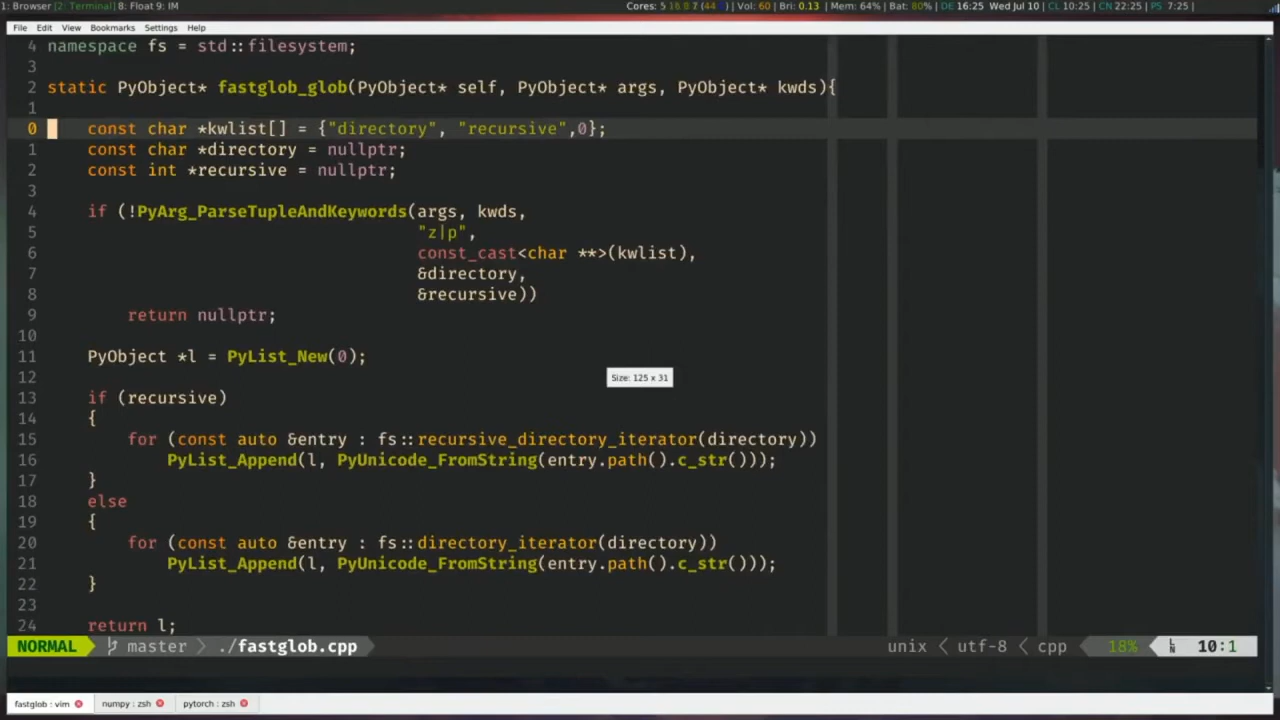 1: Browser [2: Terminal] 8: Float 9: IM
Cores: 5 16 8 7 (44 ) | Vol: 60 | Bri: 0.13 | Mem: 64% | Bat: 80% | DE 16:25 Wed Jul 10 | CL 10:25 | CN 22:25 | PS 7:25 |
File Edit View Bookmarks Settings Help
4 namespace fs = std::filesystem;
3
2 static PyObject* fastglob_glob(PyObject* self, PyObject* args, PyObject* kwds){
1
0 const char *kwlist[] = {"directory", "recursive",0};
1 const char *directory = nullptr;
2 const int *recursive = nullptr;
3
4 if (!PyArg_ParseTupleAndKeywords(args, kwds,
5 "z|p",
6 const_cast<char **>(kwlist),
7 &directory,
8 &recursive))
9 return nullptr;
10
11 PyObject *l = PyList_New(0);
12
Size: 125 x 31
13 if (recursive)
14 {
15 for (const auto &entry : fs::recursive_directory_iterator(directory))
16 PyList_Append(l, PyUnicode_FromString(entry.path().c_str()));
17 }
18 else
19 {
20 for (const auto &entry : fs::directory_iterator(directory))
21 PyList_Append(l, PyUnicode_FromString(entry.path().c_str()));
22 }
23
24 return l;
NORMAL master ./fastglob.cpp unix utf-8 cpp 18% LN 10:1
fastglob : vim numpy : zsh pytorch : zsh